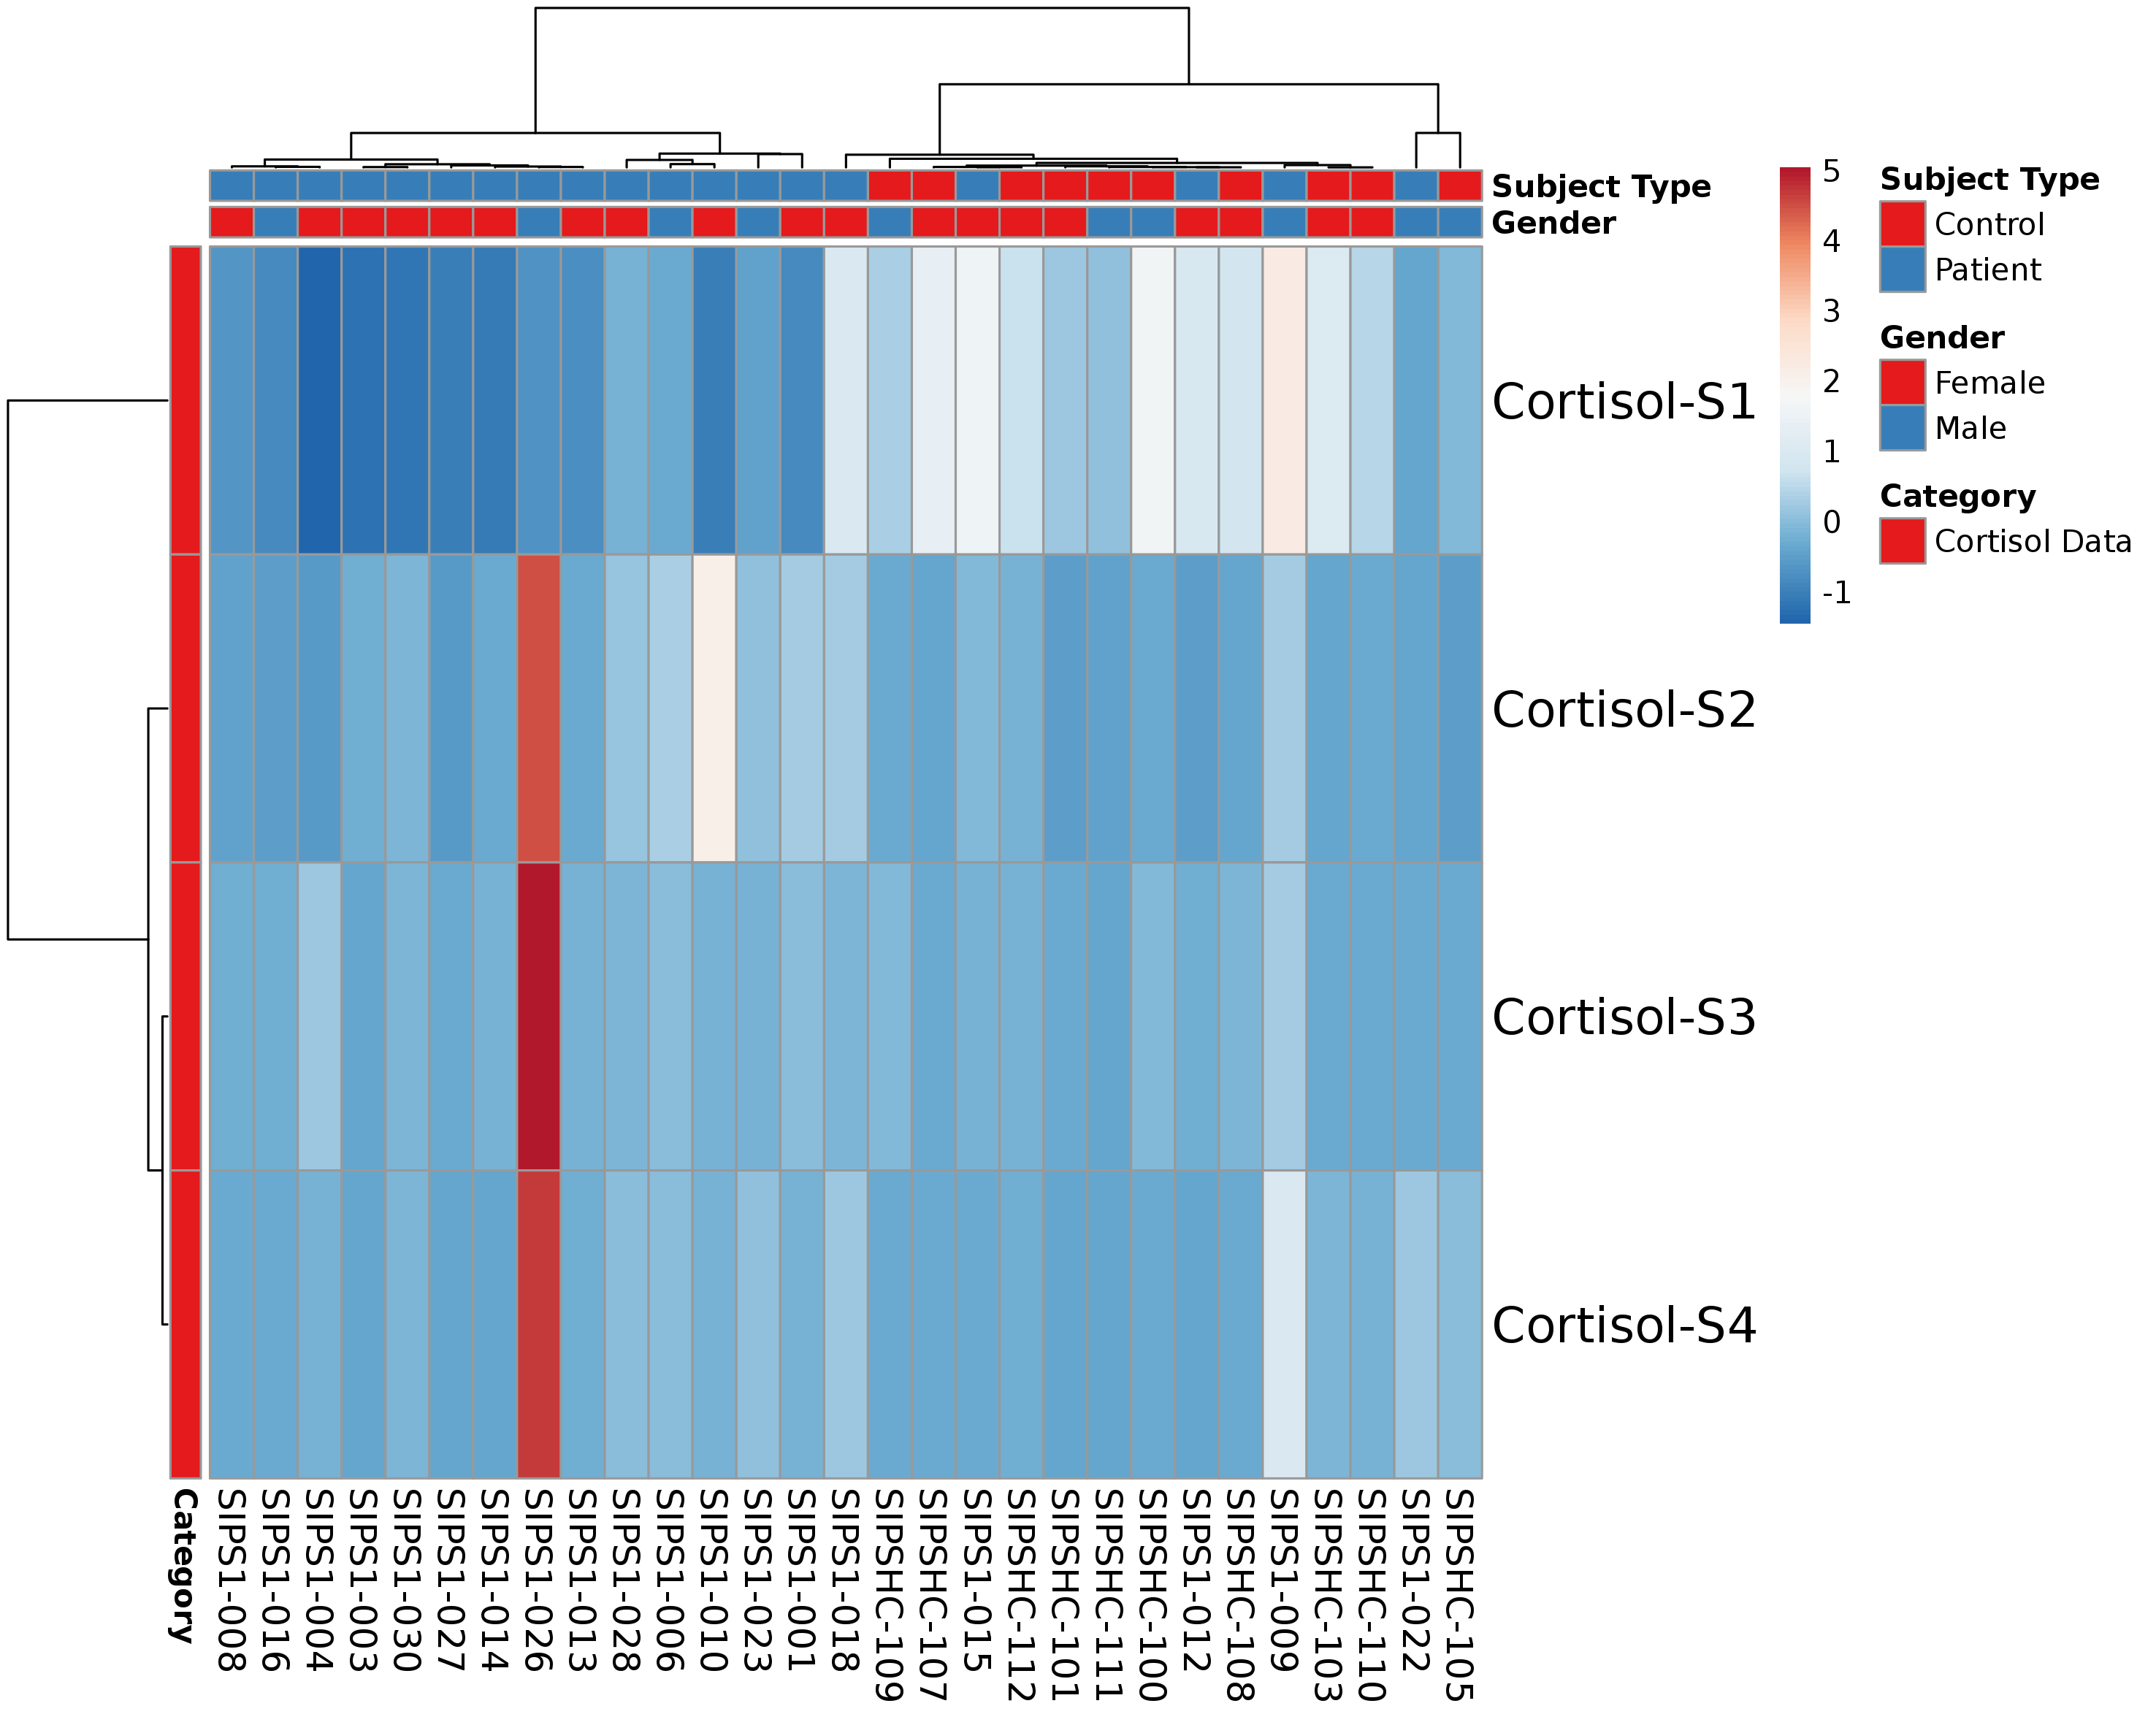 Subject Type
Gender
Cortisol-S1
Cortisol-S2
Cortisol-S3
Cortisol-S4
5
4
3
2
1
0
-1
Subject Type
Control
Patient
Gender
Female
Male
Category
Cortisol Data
Category
SIPS1-008
SIPS1-016
SIPS1-004
SIPS1-003
SIPS1-030
SIPS1-027
SIPS1-014
SIPS1-026
SIPS1-013
SIPS1-028
SIPS1-006
SIPS1-010
SIPS1-023
SIPS1-001
SIPS1-018
SIPSHC-109
SIPSHC-107
SIPS1-015
SIPSHC-112
SIPSHC-101
SIPSHC-111
SIPSHC-100
SIPS1-012
SIPSHC-108
SIPS1-009
SIPSHC-103
SIPSHC-110
SIPS1-022
SIPSHC-105